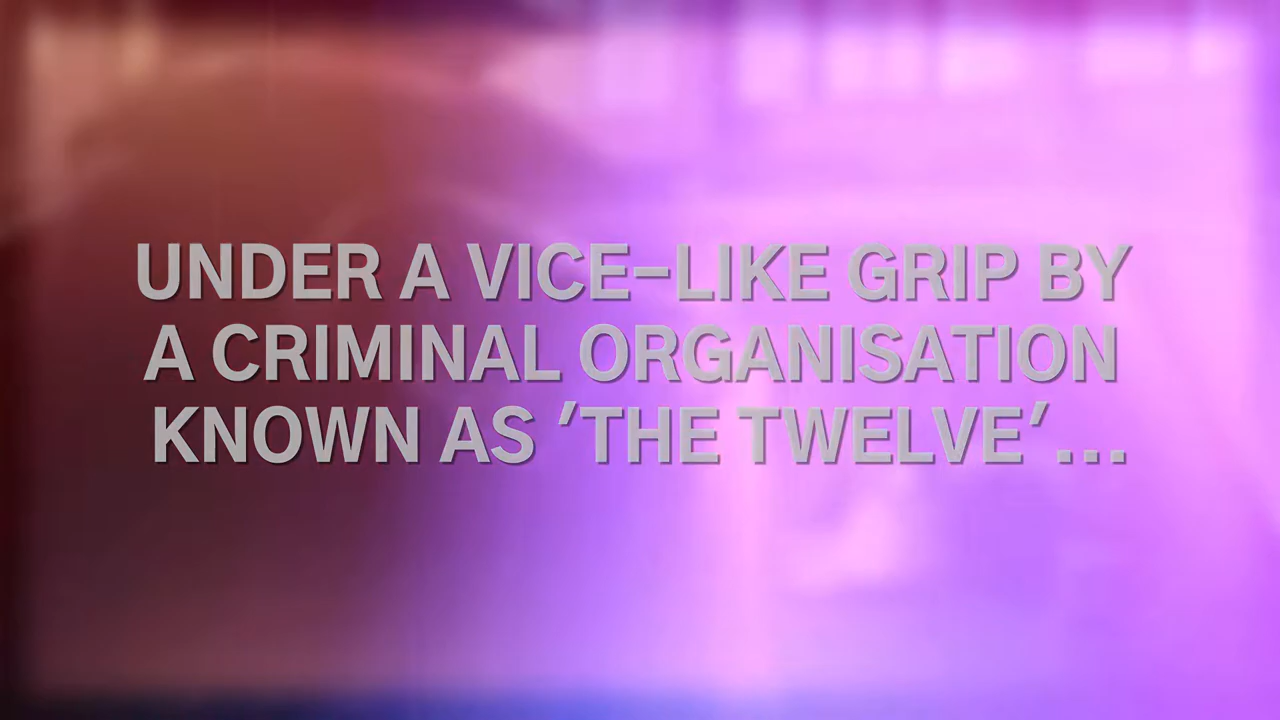 UNDER A VICE-LIKE GRIP BY
A CRIMINAL ORGANISATION
KNOWN AS 'THE TWELVE'...